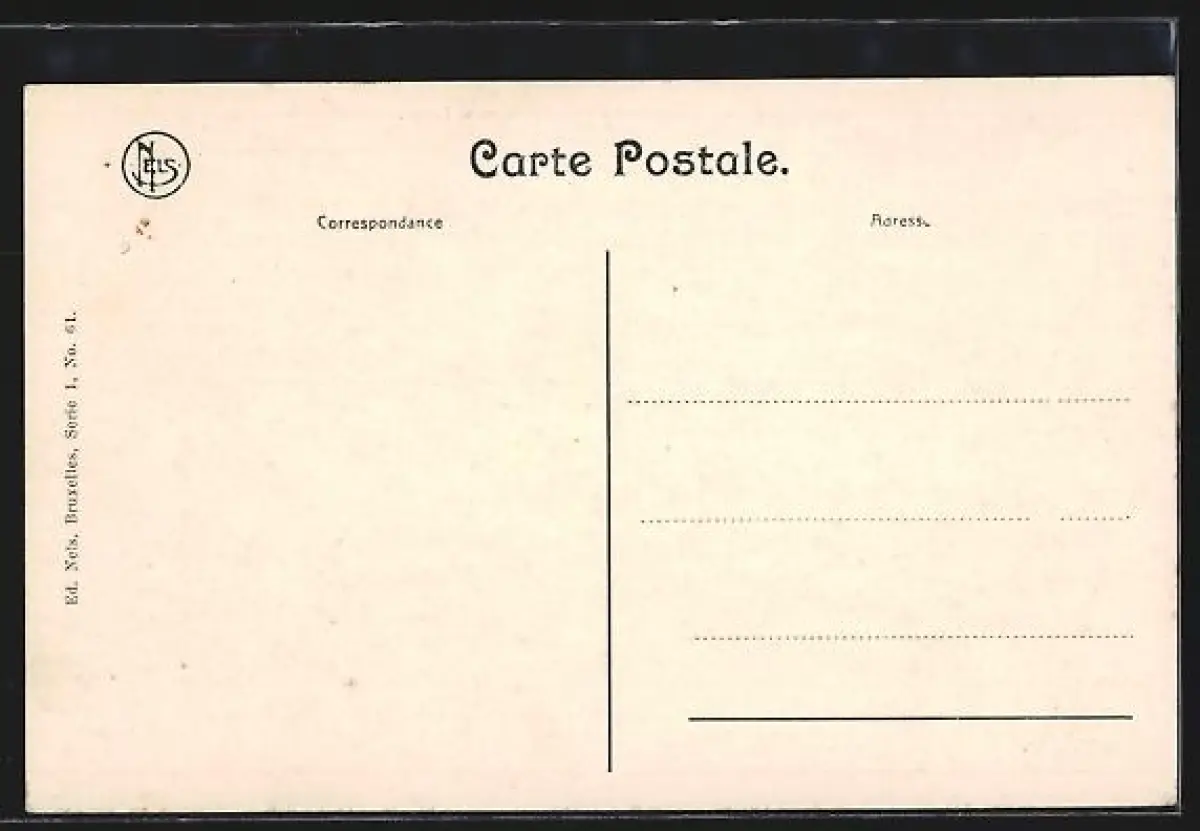 NELS
Carte Postale.
Correspondance
Adresse
Ed. Nels, Bruxelles, Serie 1, No. 61.